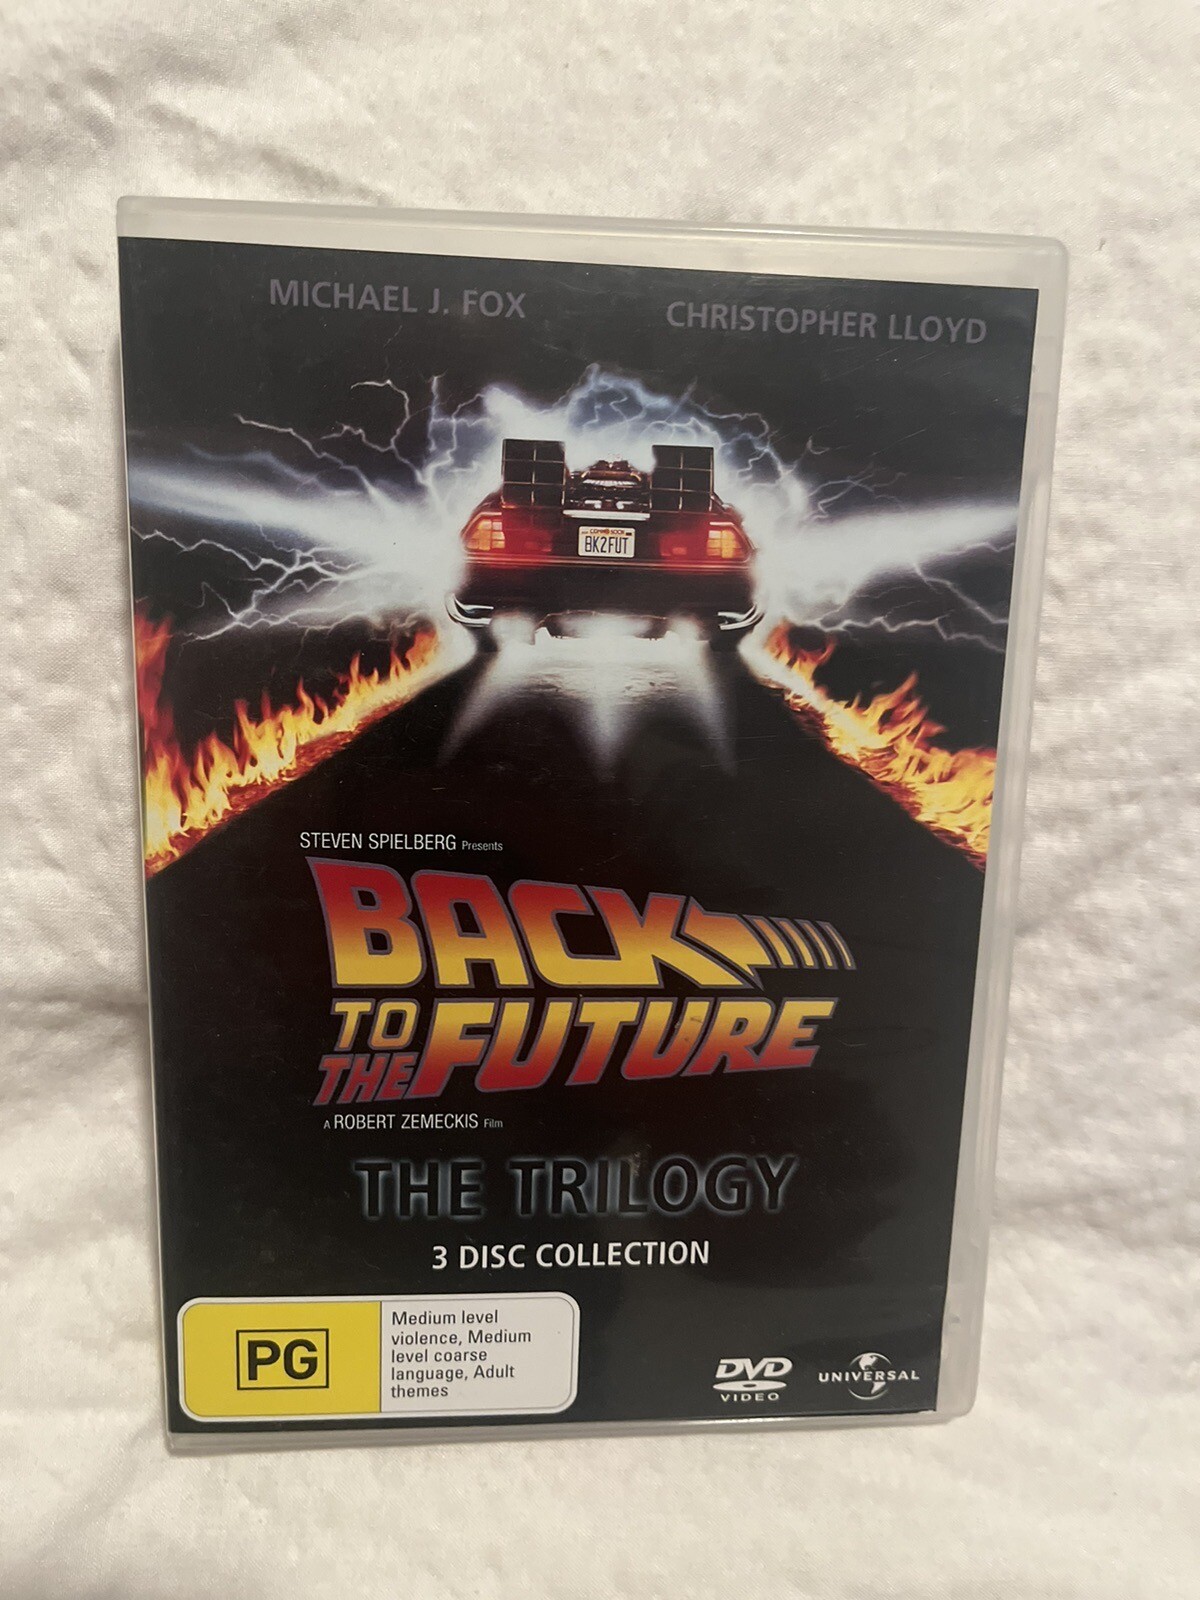 MICHAEL J. FOX
CHRISTOPHER LLOYD
BK2FUT
STEVEN SPIELBERG Presents
BACK
TO
THE FUTURE
A ROBERT ZEMECKIS Film
THE TRILOGY
3 DISC COLLECTION
PG
Medium level
violence, Medium
level coarse
language, Adult
themes
DVD
VIDEO
UNIVERSAL